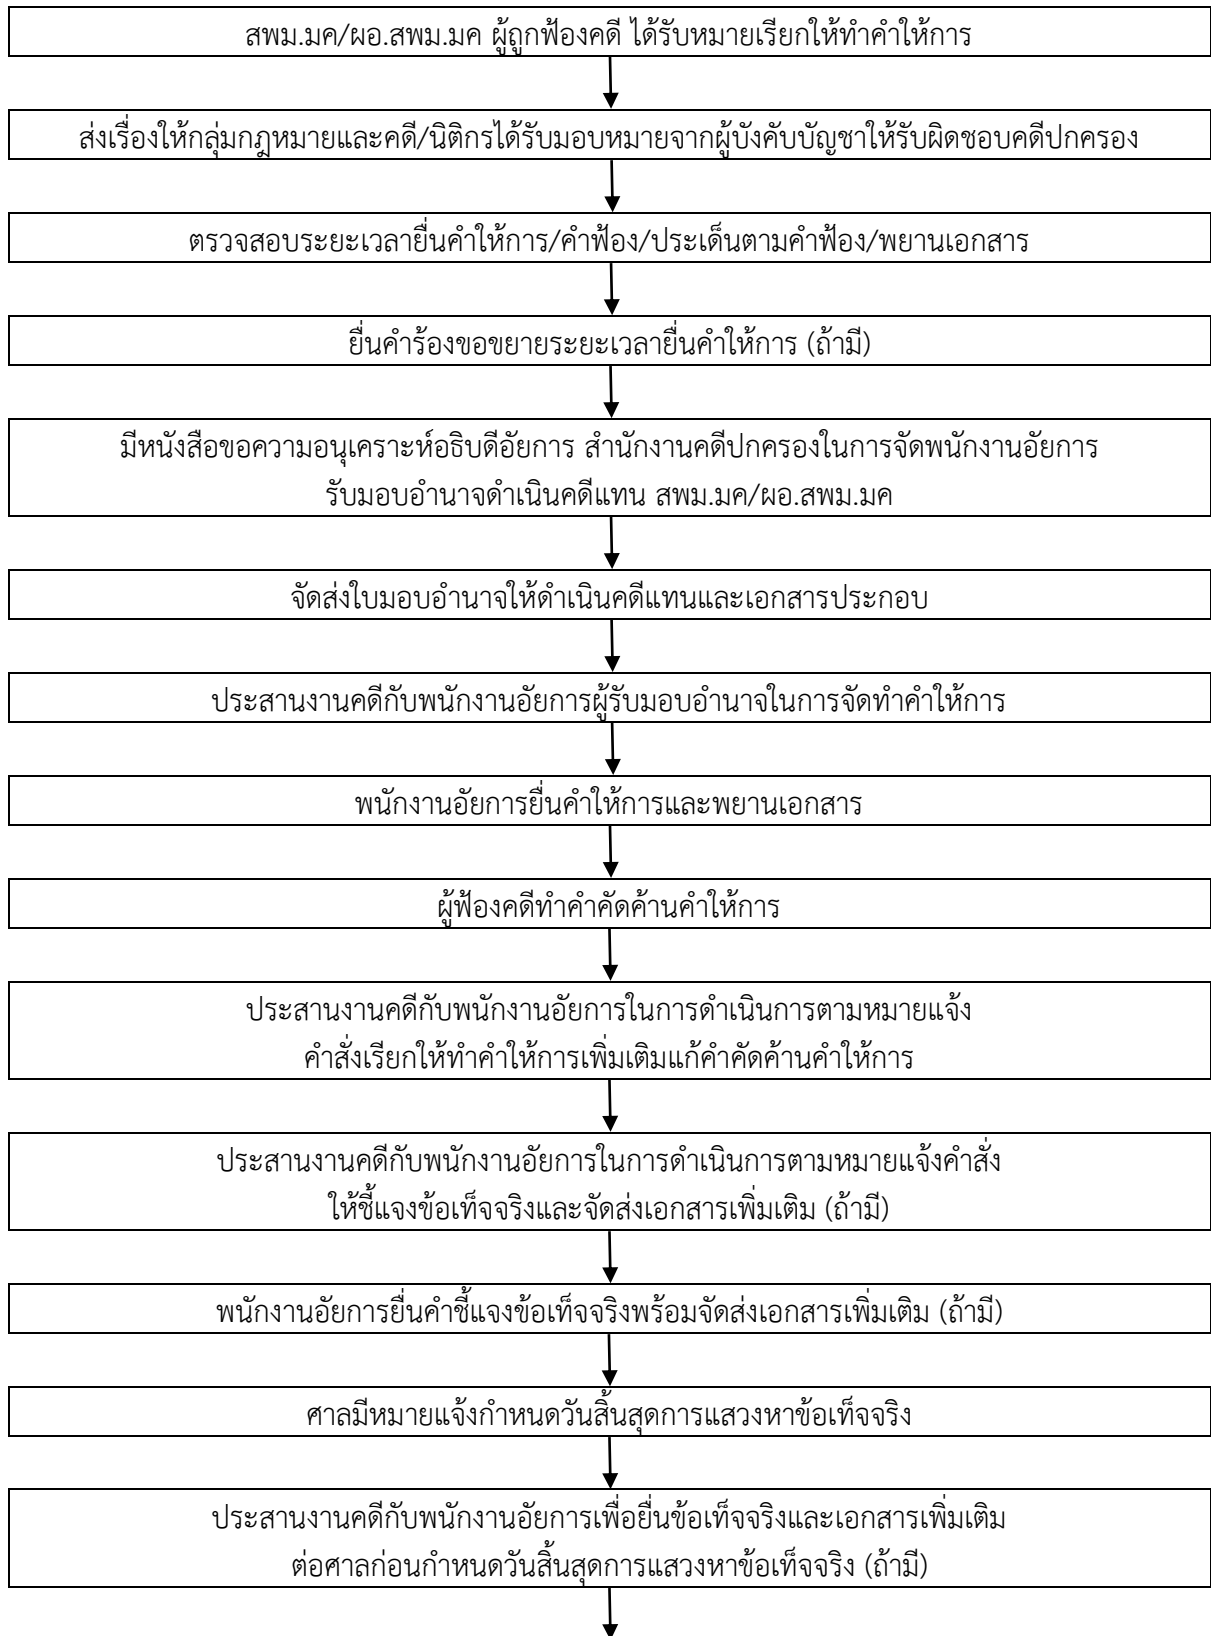 สพม.มค/ผอ.สพม.มค ผู้ถูกฟ้องคดี ได้รับหมายเรียกให้ทำคำให้การ
ส่งเรื่องให้กลุ่มกฎหมายและคดี/นิติกรได้รับมอบหมายจากผู้บังคับบัญชาให้รับผิดชอบคดีปกครอง
ตรวจสอบระยะเวลายื่นคำให้การ/คำฟ้อง/ประเด็นตามคำฟ้อง/พยานเอกสาร
ยื่นคำร้องขอขยายระยะเวลายื่นคำให้การ (ถ้ามี)
มีหนังสือขอความอนุเคราะห์อธิบดีอัยการ สำนักงานคดีปกครองในการจัดพนักงานอัยการ
รับมอบอำนาจดำเนินคดีแทน สพม.มค/ผอ.สพม.มค
จัดส่งใบมอบอำนาจให้ดำเนินคดีแทนและเอกสารประกอบ
ประสานงานคดีกับพนักงานอัยการผู้รับมอบอำนาจในการจัดทำคำให้การ
พนักงานอัยการยื่นคำให้การและพยานเอกสาร
ผู้ฟ้องคดีทำคำคัดค้านคำให้การ
ประสานงานคดีกับพนักงานอัยการในการดำเนินการตามหมายแจ้ง
คำสั่งเรียกให้ทำคำให้การเพิ่มเติมแก้คำคัดค้านคำให้การ
ประสานงานคดีกับพนักงานอัยการในการดำเนินการตามหมายแจ้งคำสั่ง
ให้ชี้แจงข้อเท็จจริงและจัดส่งเอกสารเพิ่มเติม (ถ้ามี)
พนักงานอัยการยื่นคำชี้แจงข้อเท็จจริงพร้อมจัดส่งเอกสารเพิ่มเติม (ถ้ามี)
ศาลมีหมายแจ้งกำหนดวันสิ้นสุดการแสวงหาข้อเท็จจริง
ประสานงานคดีกับพนักงานอัยการเพื่อยื่นข้อเท็จจริงและเอกสารเพิ่มเติม
ต่อศาลก่อนกำหนดวันสิ้นสุดการแสวงหาข้อเท็จจริง (ถ้ามี)